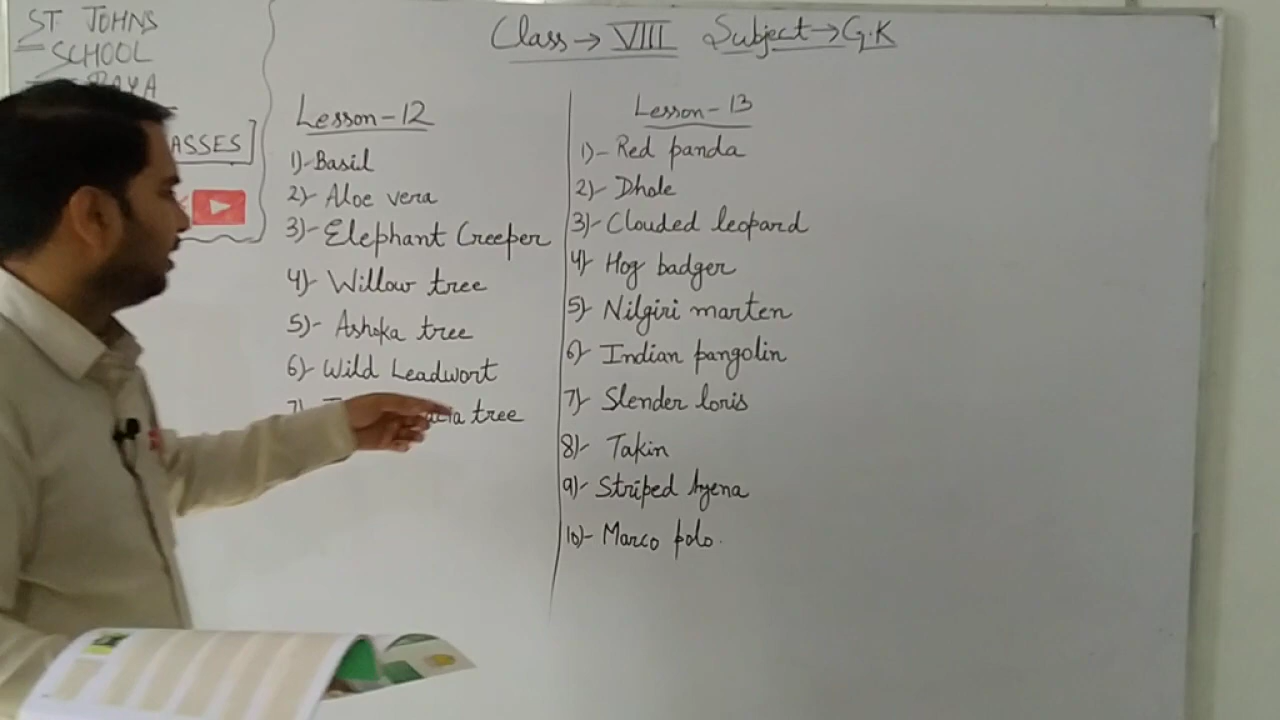 ST JOHNS
SCHOOL
ASSES]
Class → VIII Subject → G.K
Lesson-12
1)- Basil
2)- Aloe vera
3)- Elephant Creeper
4)- Willow tree
5)- Ashoka tree
6)- Wild Leadwort
7)- tree
Lesson-13
1)- Red panda
2)- Dhole
3)- Clouded leopard
4)- Hog badger
5)- Nilgiri marten
6)- Indian pangolin
7)- Slender loris
8)- Takin
9)- Striped hyena
10)- Marco polo.